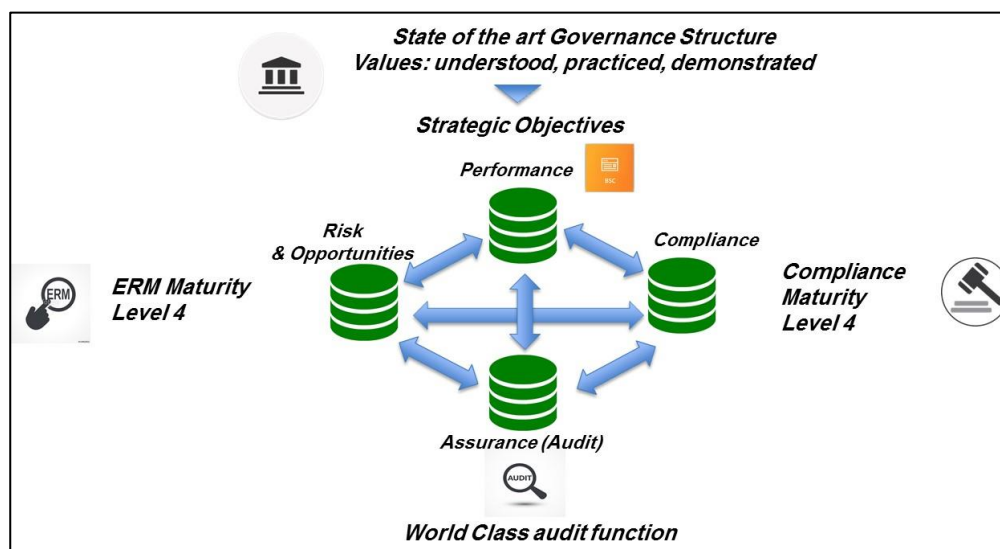 State of the art Governance Structure
Values: understood, practiced, demonstrated
Strategic Objectives
Performance
BSC
Risk
& Opportunities
Compliance
ERM
ERM Maturity
Level 4
Compliance
Maturity
Level 4
Assurance (Audit)
AUDIT
World Class audit function